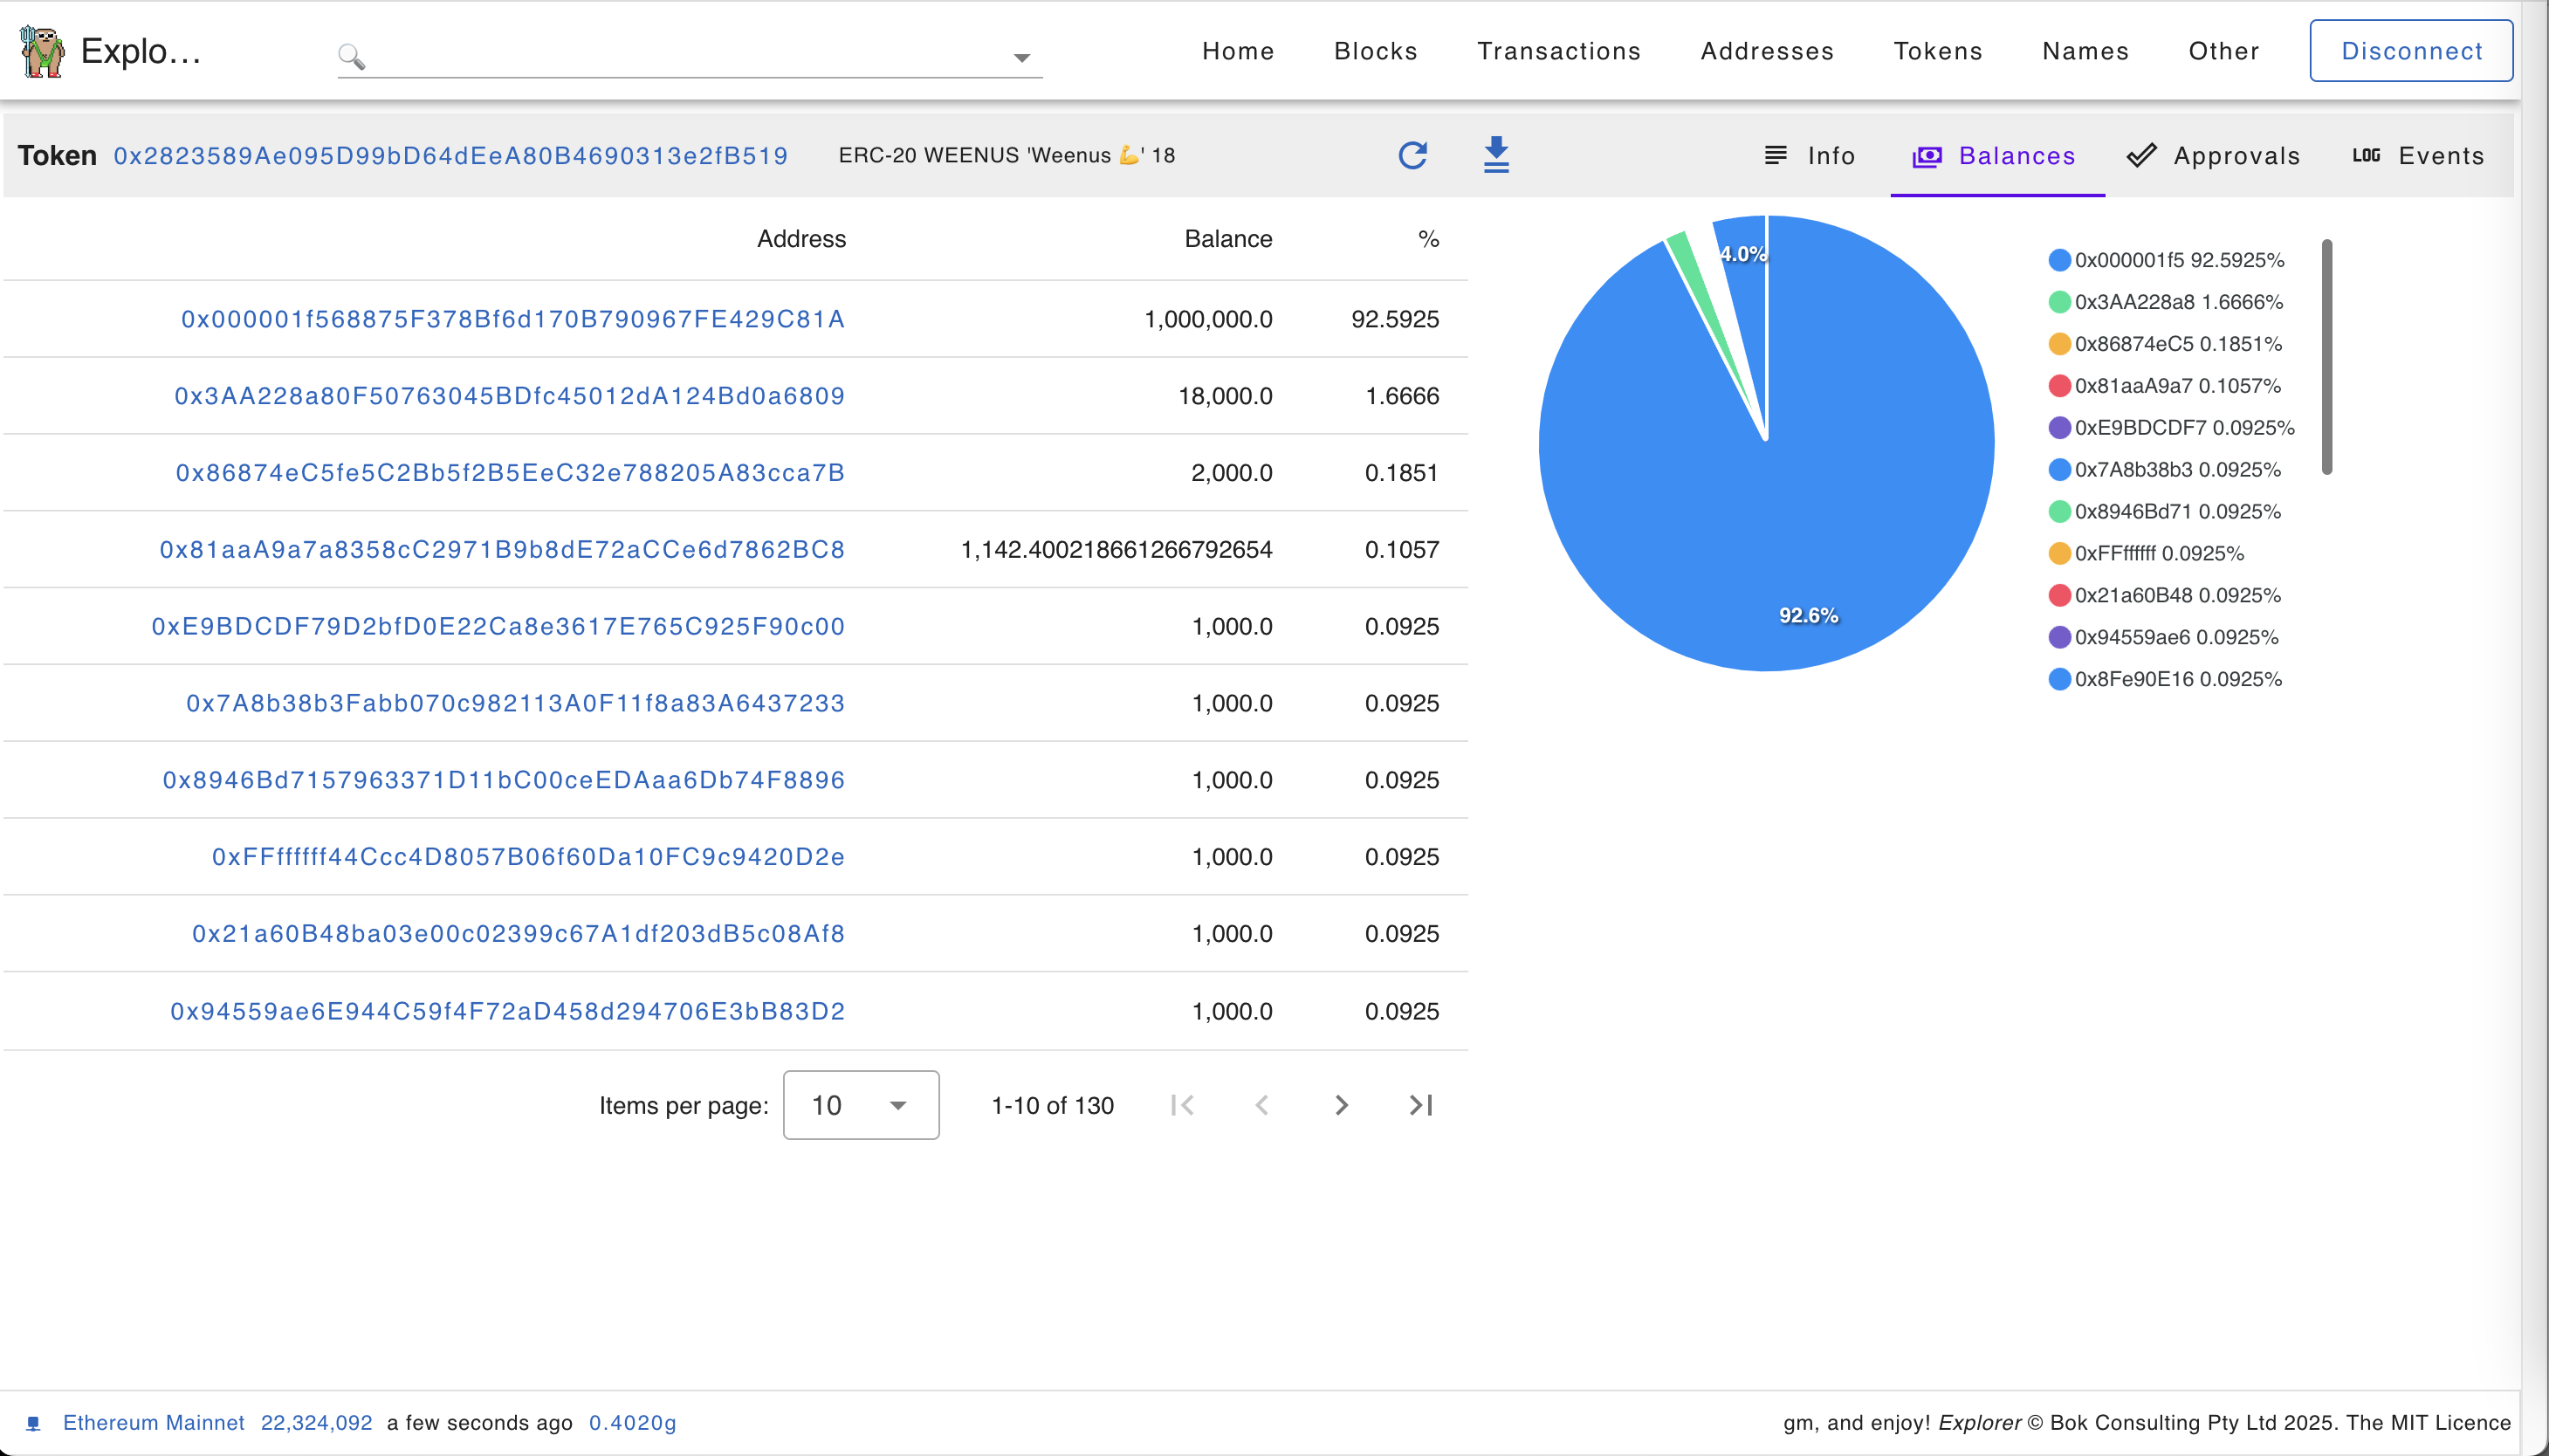 Explo...
Home Blocks Transactions Addresses Tokens Names Other Disconnect
Token 0x2823589Ae095D99bD64dEeA80B4690313e2fB519 ERC-20 WEENUS 'Weenus 💪' 18
Info Balances Approvals LOG Events
Address Balance %
0x000001f568875F378Bf6d170B790967FE429C81A 1,000,000.0 92.5925
0x3AA228a80F50763045BDfc45012dA124Bd0a6809 18,000.0 1.6666
0x86874eC5fe5C2Bb5f2B5EeC32e788205A83cca7B 2,000.0 0.1851
0x81aaA9a7a8358cC2971B9b8dE72aCCe6d7862BC8 1,142.400218661266792654 0.1057
0xE9BDCDF79D2bfD0E22Ca8e3617E765C925F90c00 1,000.0 0.0925
0x7A8b38b3Fabb070c982113A0F11f8a83A6437233 1,000.0 0.0925
0x8946Bd7157963371D11bC00ceEDAaa6Db74F8896 1,000.0 0.0925
0xFFffffff44Ccc4D8057B06f60Da10FC9c9420D2e 1,000.0 0.0925
0x21a60B48ba03e00c02399c67A1df203dB5c08Af8 1,000.0 0.0925
0x94559ae6E944C59f4F72aD458d294706E3bB83D2 1,000.0 0.0925
Items per page: 10 1-10 of 130
4.0%
92.6%
0x000001f5 92.5925%
0x3AA228a8 1.6666%
0x86874eC5 0.1851%
0x81aaA9a7 0.1057%
0xE9BDCDF7 0.0925%
0x7A8b38b3 0.0925%
0x8946Bd71 0.0925%
0xFFffffff 0.0925%
0x21a60B48 0.0925%
0x94559ae6 0.0925%
0x8Fe90E16 0.0925%
Ethereum Mainnet 22,324,092 a few seconds ago 0.4020g
gm, and enjoy! Explorer © Bok Consulting Pty Ltd 2025. The MIT Licence